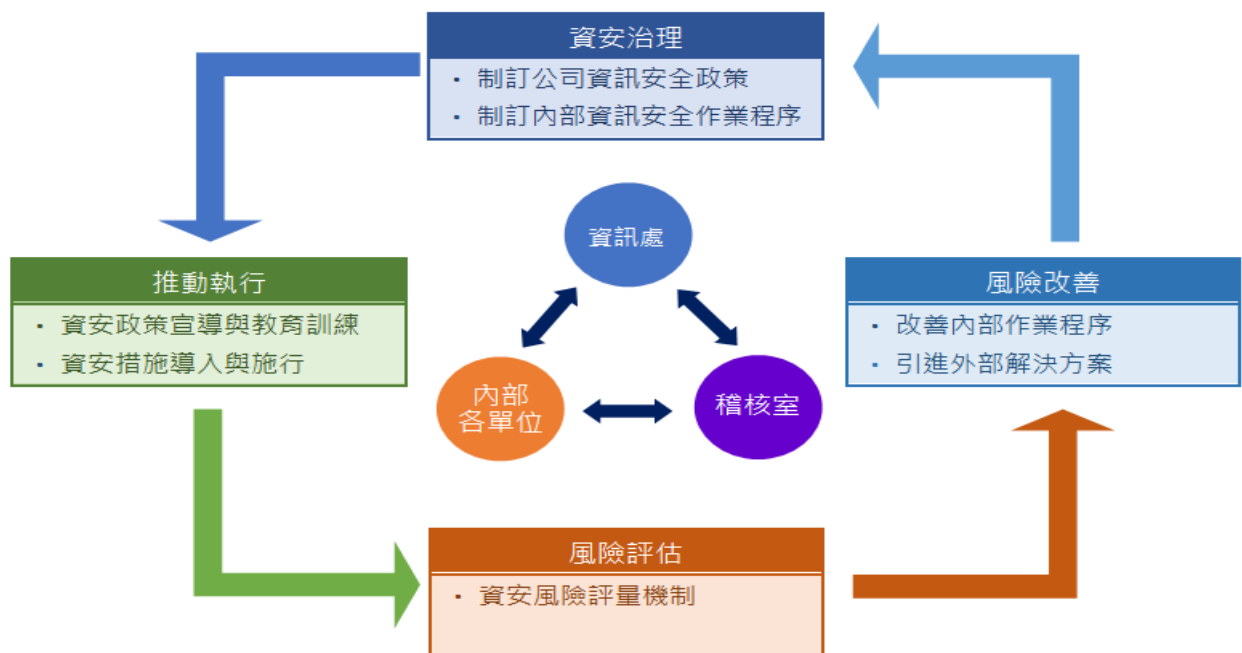 資安治理
• 制訂公司資訊安全政策
• 制訂內部資訊安全作業程序
資訊處
推動執行
• 資安政策宣導與教育訓練
• 資安措施導入與施行
風險改善
• 改善內部作業程序
• 引進外部解決方案
內部
各單位
稽核室
風險評估
• 資安風險評量機制